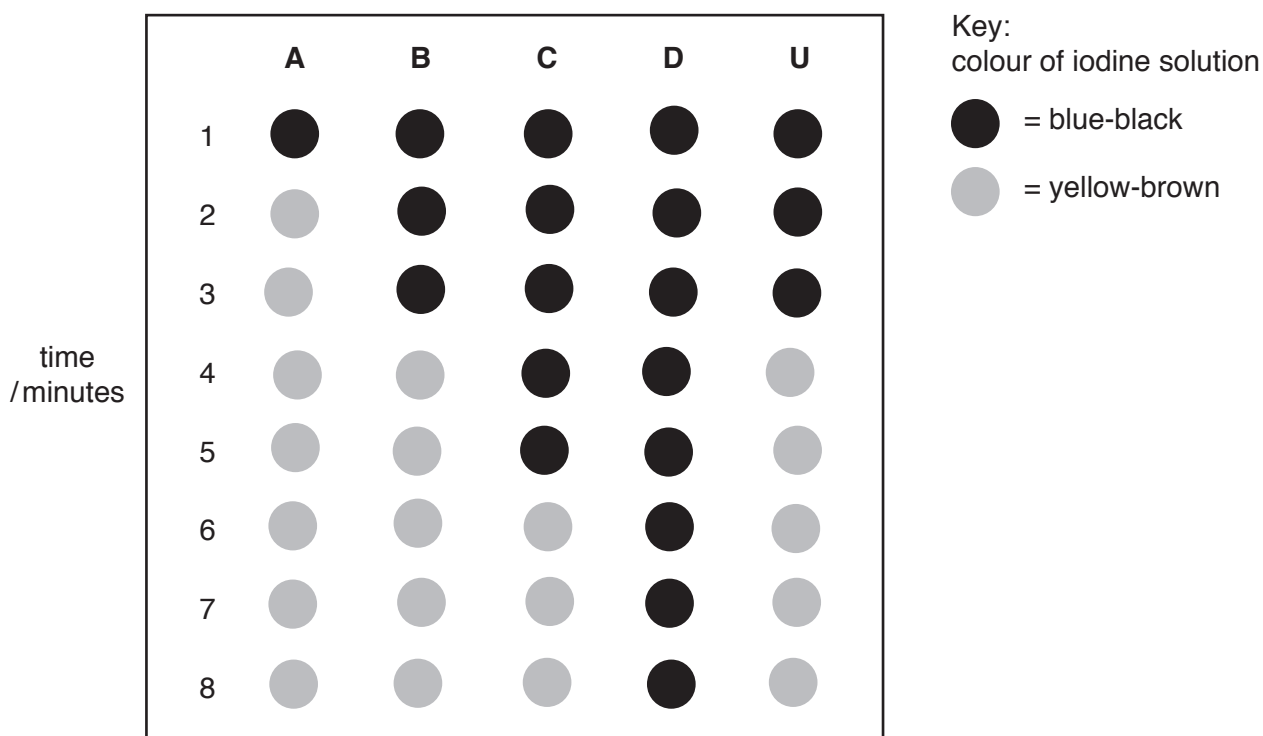 Key:
colour of iodine solution
A B C D U
= blue-black
= yellow-brown
1
2
3
time
/ minutes
4
5
6
7
8